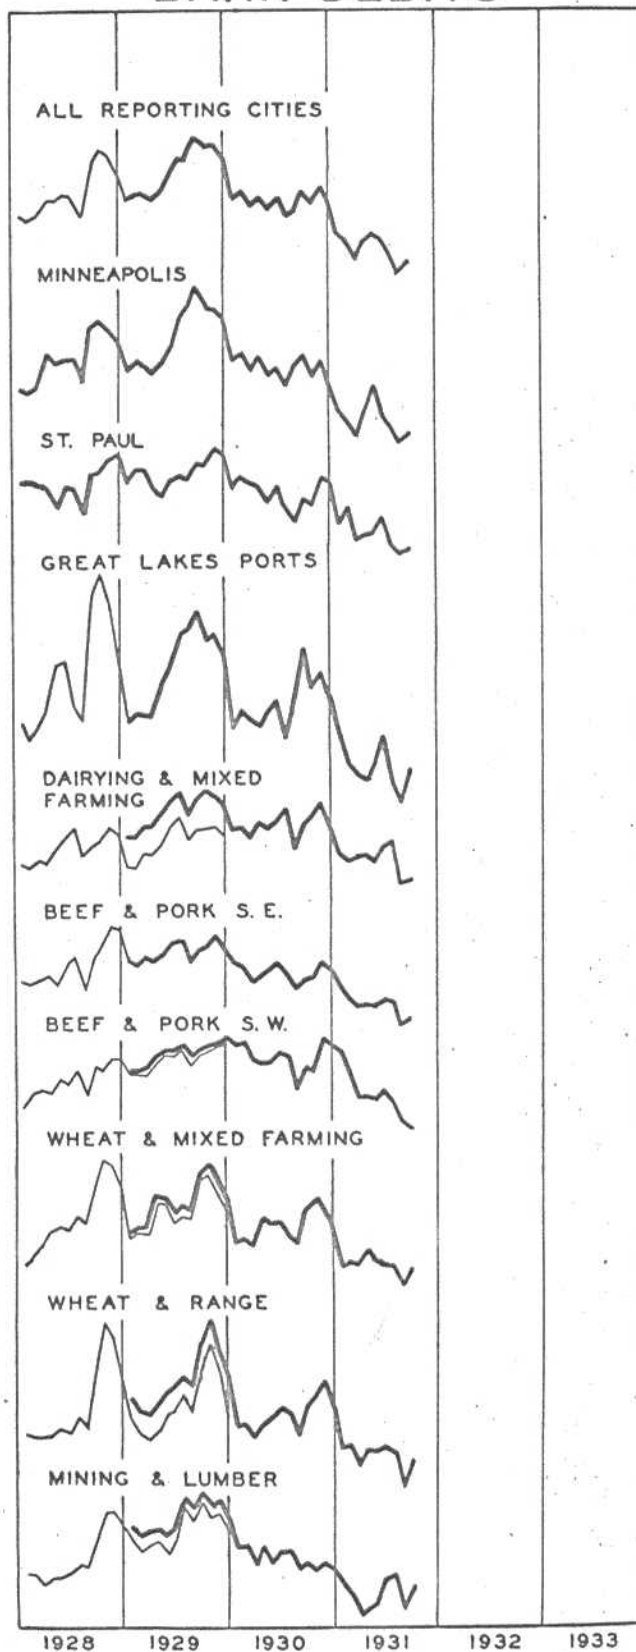 ALL REPORTING CITIES
MINNEAPOLIS
ST. PAUL
GREAT LAKES PORTS
DAIRYING & MIXED
FARMING
BEEF & PORK S.E.
BEEF & PORK S.W.
WHEAT & MIXED FARMING
WHEAT & RANGE
MINING & LUMBER
1928 1929 1930 1931 1932 1933